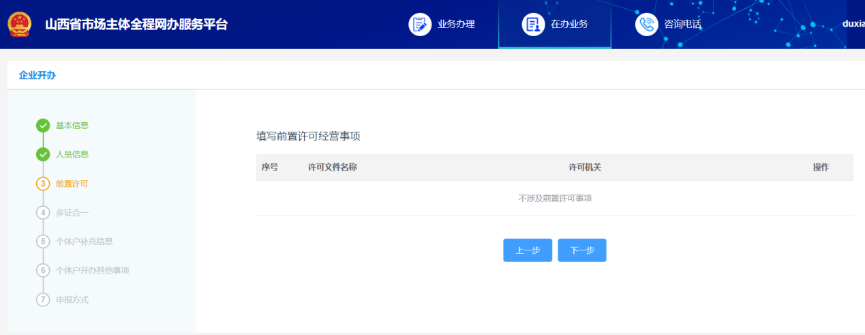 山西省市场主体全程网办服务平台
业务办理
在办业务
咨询电话
duxia
企业开办
基本信息
人员信息
3 前置许可
4 多证合一
5 个体户补充信息
6 个体户开办其他事项
7 申报方式
填写前置许可经营事项
序号 许可文件名称 许可机关 操作
不涉及前置许可事项
上一步 下一步